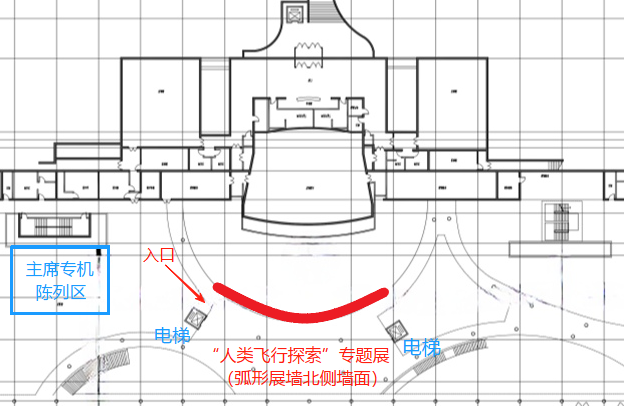 主席专机
陈列区
入口
电梯
电梯
“人类飞行探索”专题展
（弧形展墙北侧墙面）